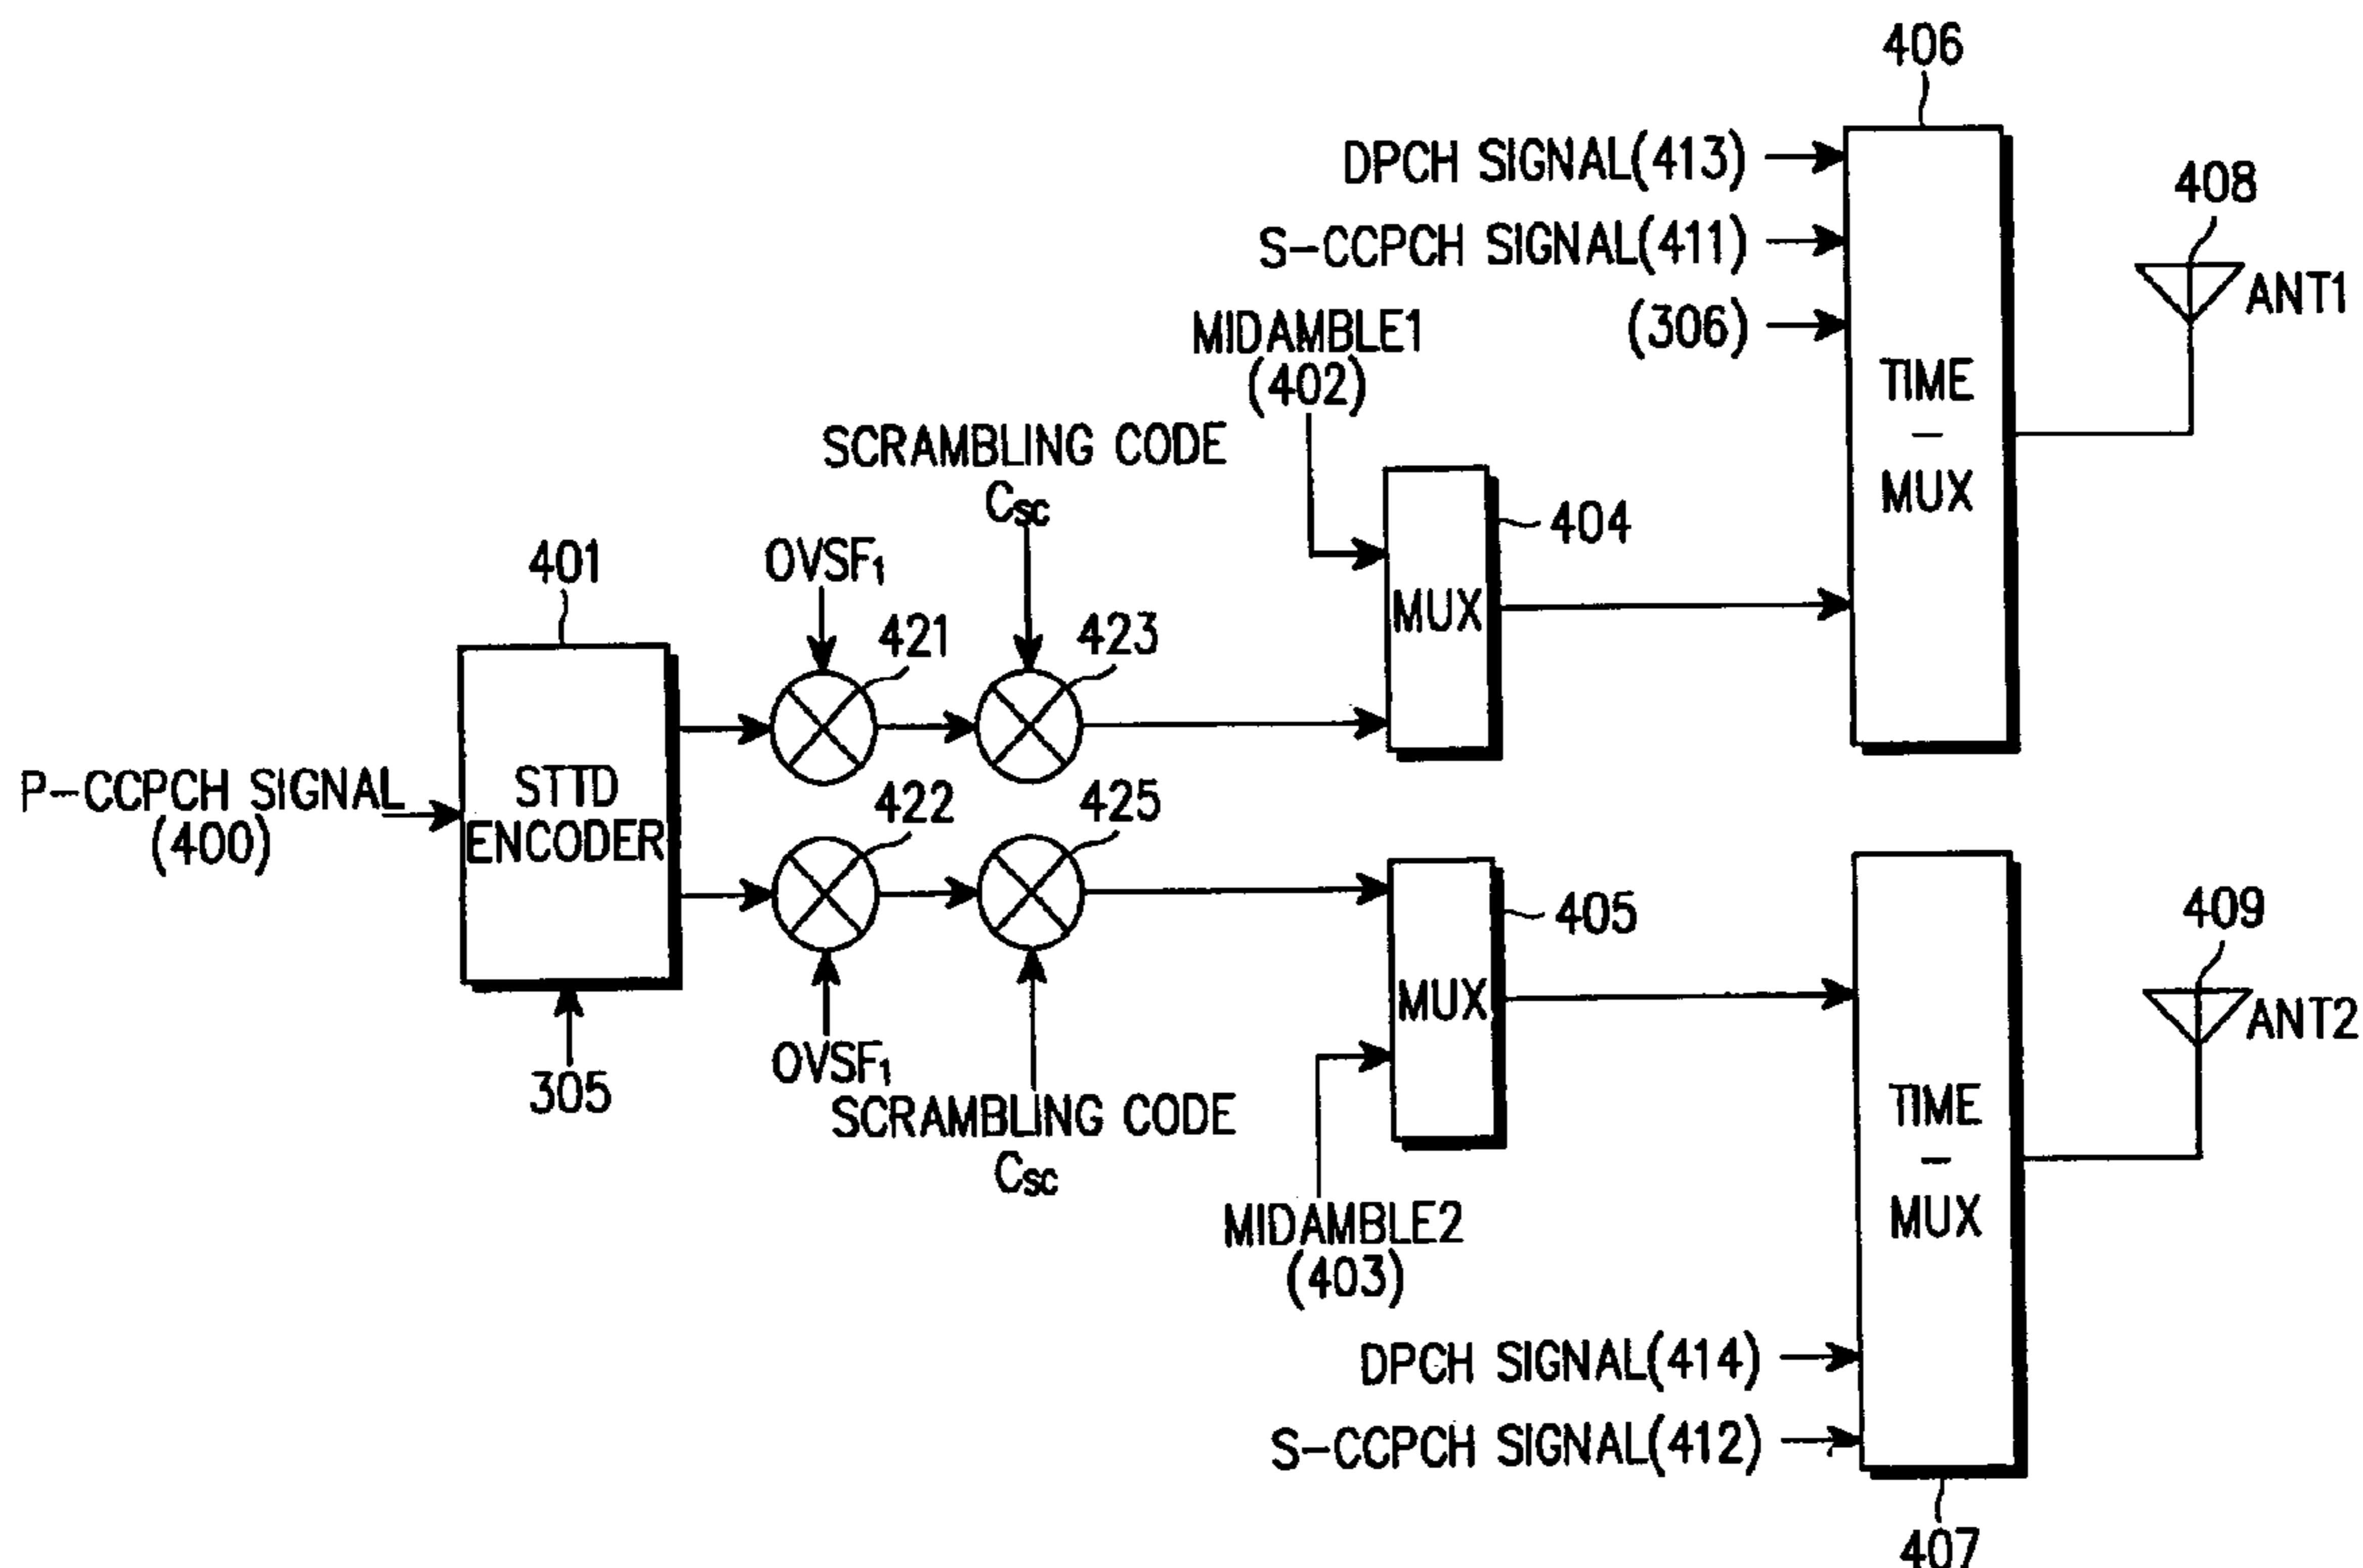 406
DPCH SIGNAL(413)
408
S-CCPCH SIGNAL(411)
ANT1
MIDAMBLE1
(402)
(306)
TIME
-
MUX
SCRAMBLING CODE
Csc
404
OVSF1
401
MUX
421
423
P-CCPCH SIGNAL
(400)
STTD
ENCODER
422
425
405
409
MUX
ANT2
OVSF1
305
SCRAMBLING CODE
Csc
TIME
-
MUX
MIDAMBLE2
(403)
DPCH SIGNAL(414)
S-CCPCH SIGNAL(412)
407